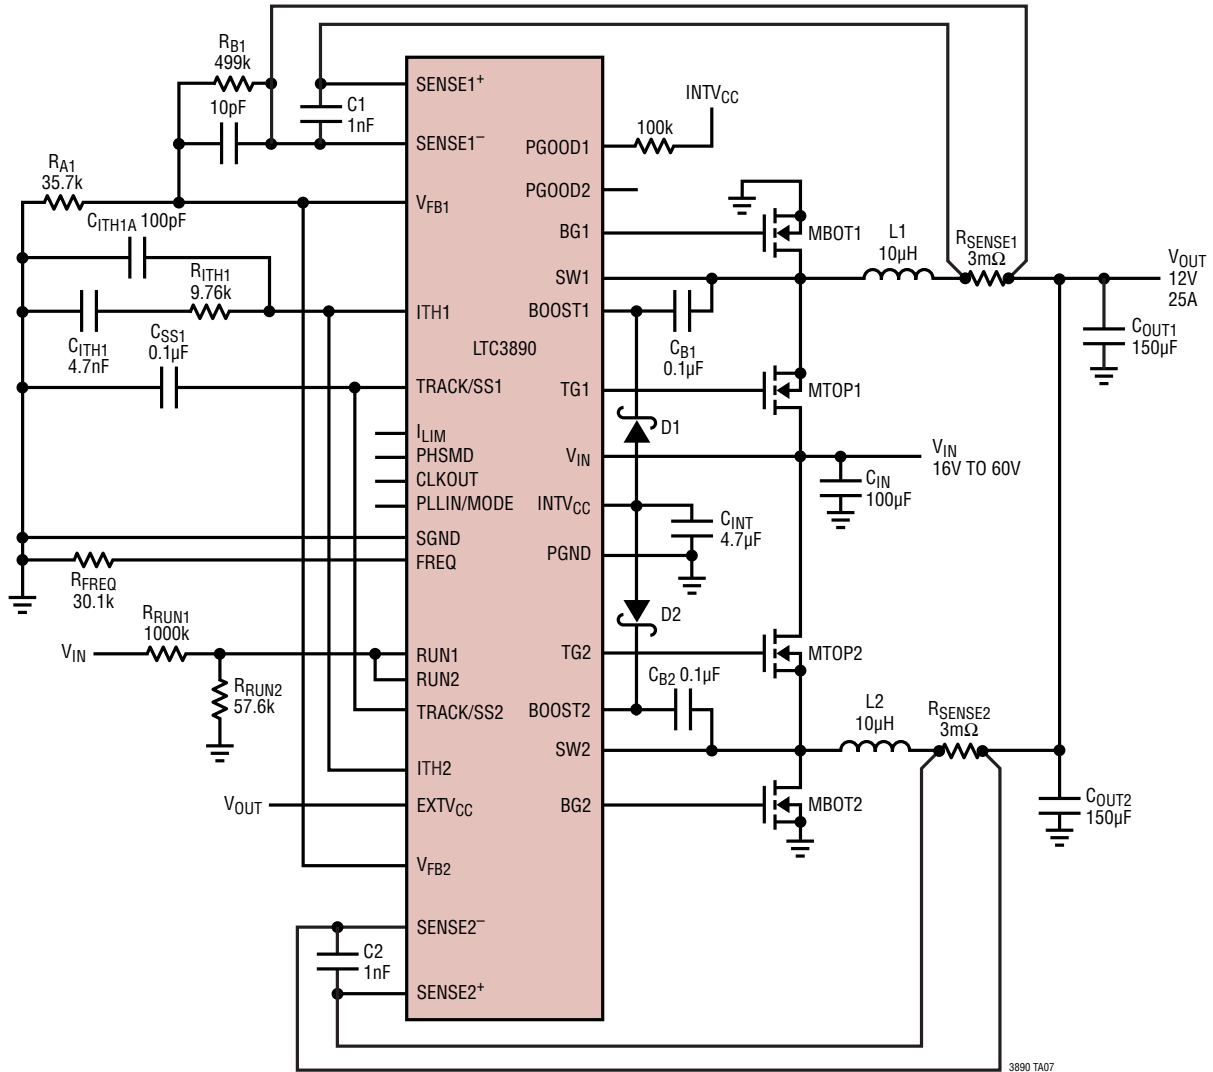 RB1
499k
10pF
C1
1nF
RA1
35.7k
CITH1A 100pF
RITH1
9.76k
CITH1
4.7nF
CSS1
0.1µF
RFREQ
30.1k
RRUN1
1000k
VIN
RRUN2
57.6k
VOUT
C2
1nF
SENSE1+
SENSE1–
VFB1
ITH1
LTC3890
TRACK/SS1
ILIM
PHSMD
CLKOUT
PLLIN/MODE
SGND
FREQ
RUN1
RUN2
TRACK/SS2
ITH2
EXTVCC
VFB2
SENSE2–
SENSE2+
PGOOD1
PGOOD2
BG1
SW1
BOOST1
TG1
VIN
INTVCC
PGND
TG2
BOOST2
SW2
BG2
INTVCC
100k
MBOT1
L1
10µH
RSENSE1
3mΩ
VOUT
12V
25A
COUT1
150µF
CB1
0.1µF
MTOP1
D1
VIN
16V TO 60V
CIN
100µF
CINT
4.7µF
D2
MTOP2
CB2 0.1µF
L2
10µH
RSENSE2
3mΩ
MBOT2
COUT2
150µF
3890 TA07